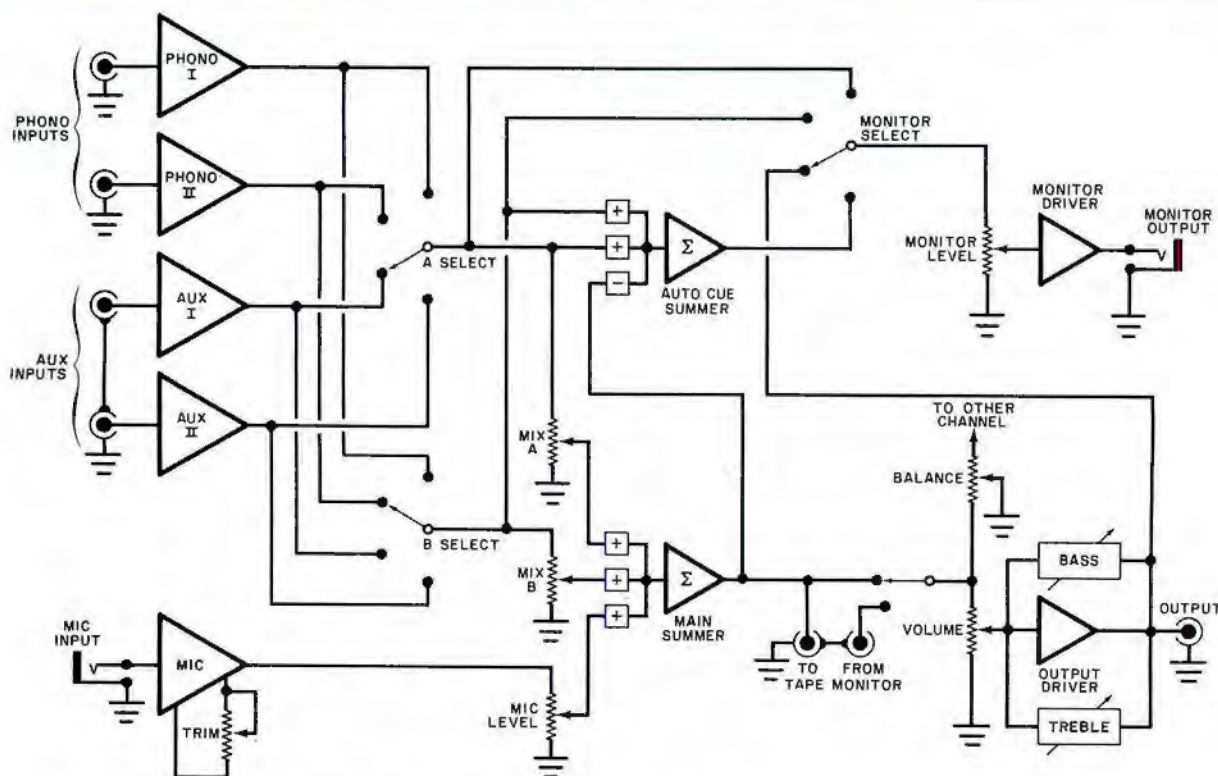 PHONO
I
PHONO
INPUTS
PHONO
II
AUX
I
AUX
INPUTS
AUX
II
MIC
INPUT
V
MIC
TRIM
A SELECT
B SELECT
MIX
A
MIX
B
MIC
LEVEL
+
+
-
Σ
AUTO CUE
SUMMER
+
+
+
Σ
MAIN
SUMMER
MONITOR
SELECT
MONITOR
LEVEL
MONITOR
DRIVER
MONITOR
OUTPUT
V
TO OTHER
CHANNEL
BALANCE
VOLUME
TO FROM
TAPE MONITOR
BASS
OUTPUT
DRIVER
TREBLE
OUTPUT